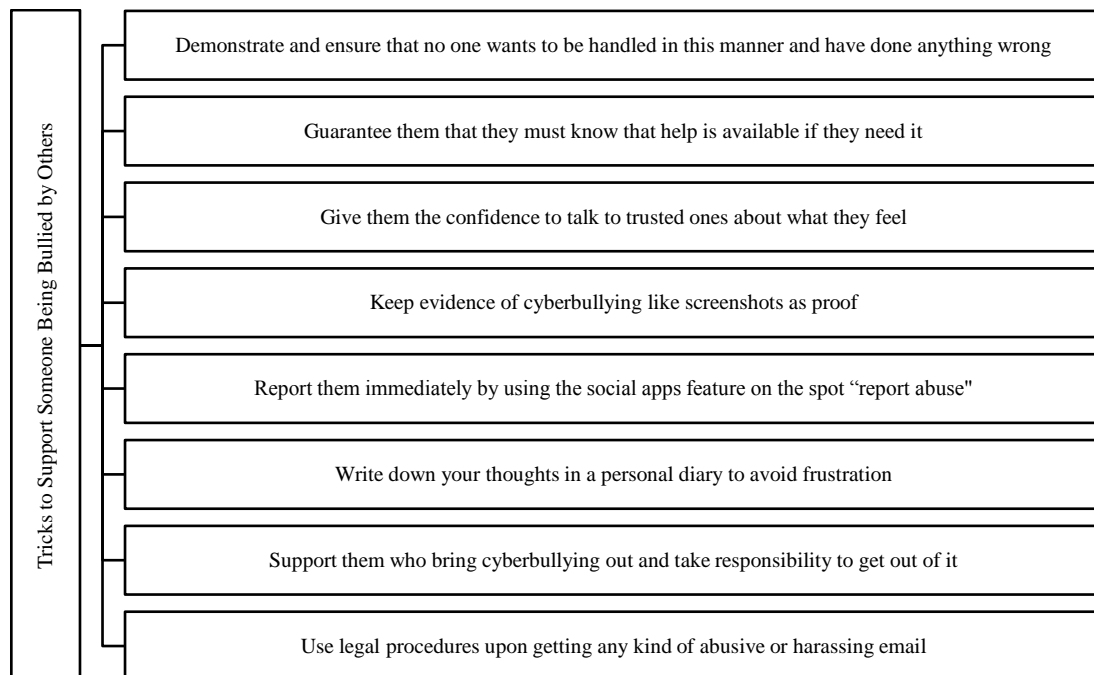 Tricks to Support Someone Being Bullied by Others
Demonstrate and ensure that no one wants to be handled in this manner and have done anything wrong
Guarantee them that they must know that help is available if they need it
Give them the confidence to talk to trusted ones about what they feel
Keep evidence of cyberbullying like screenshots as proof
Report them immediately by using the social apps feature on the spot “report abuse"
Write down your thoughts in a personal diary to avoid frustration
Support them who bring cyberbullying out and take responsibility to get out of it
Use legal procedures upon getting any kind of abusive or harassing email